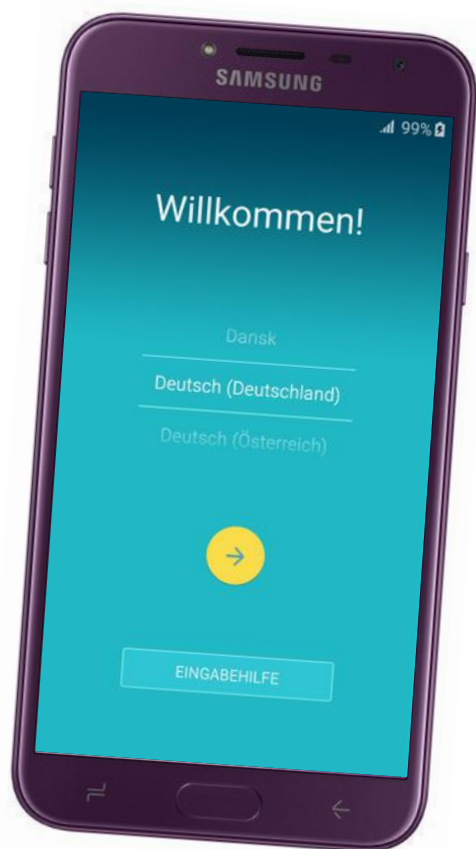 SAMSUNG
99%
Willkommen!
Dansk
Deutsch (Deutschland)
Deutsch (Österreich)
EINGABEHILFE